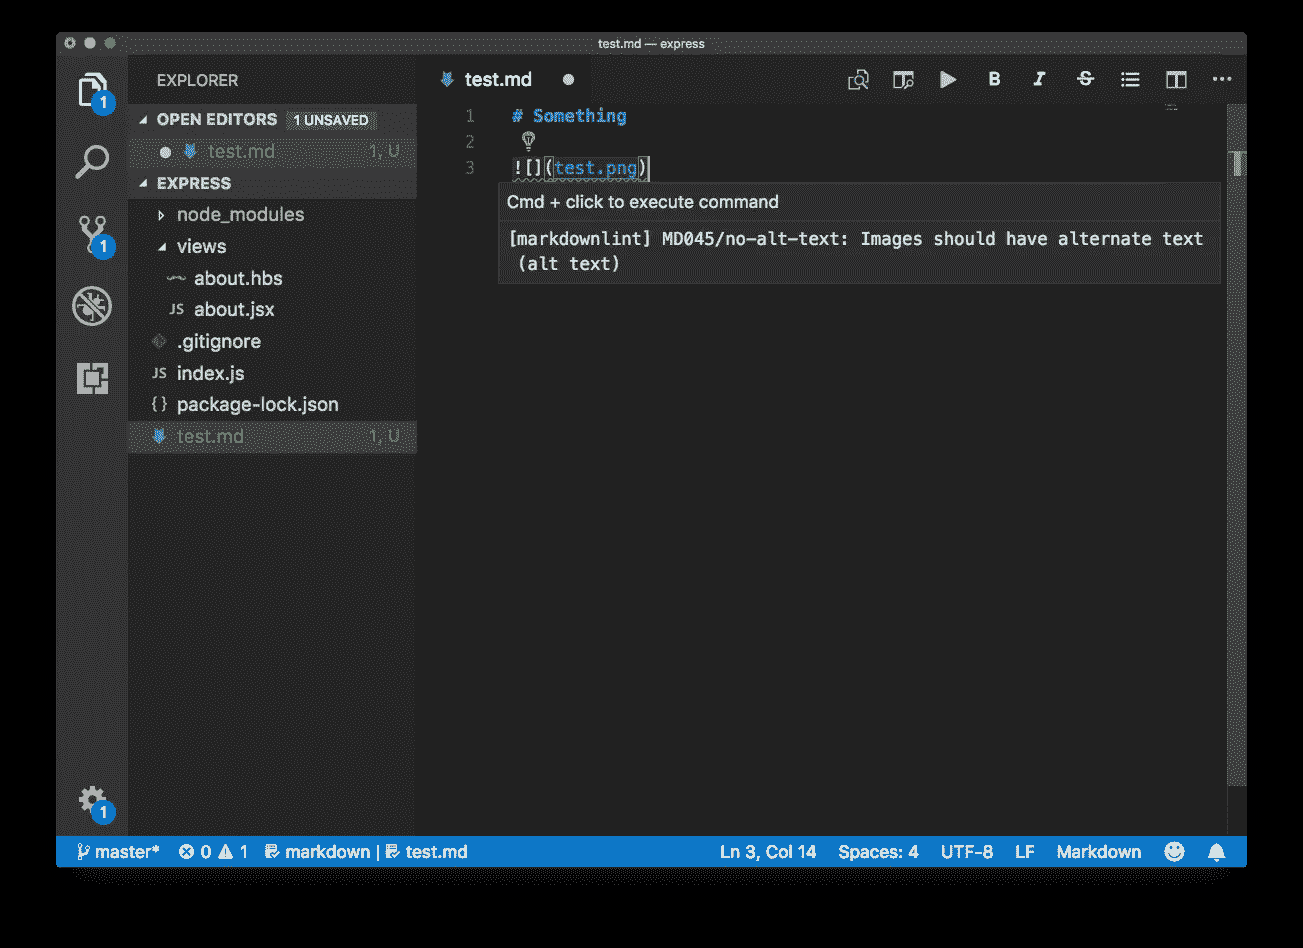 test.md — express
1
EXPLORER
OPEN EDITORS 1 UNSAVED
test.md 1, U
EXPRESS
node_modules
views
about.hbs
JS about.jsx
.gitignore
JS index.js
{} package-lock.json
test.md 1, U
1
1
test.md
B I S
1 # Something
2
3 ![](test.png)
Cmd + click to execute command
[markdownlint] MD045/no-alt-text: Images should have alternate text
(alt text)
master* 0 1 markdown | test.md Ln 3, Col 14 Spaces: 4 UTF-8 LF Markdown